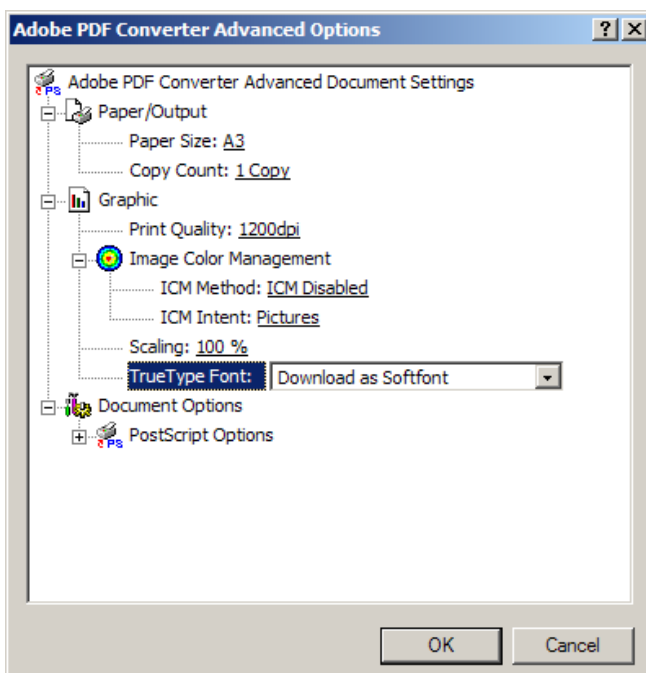 Adobe PDF Converter Advanced Options
Adobe PDF Converter Advanced Document Settings
Paper/Output
Paper Size: A3
Copy Count: 1 Copy
Graphic
Print Quality: 1200dpi
Image Color Management
ICM Method: ICM Disabled
ICM Intent: Pictures
Scaling: 100 %
TrueType Font: Download as Softfont
Document Options
PostScript Options
OK Cancel